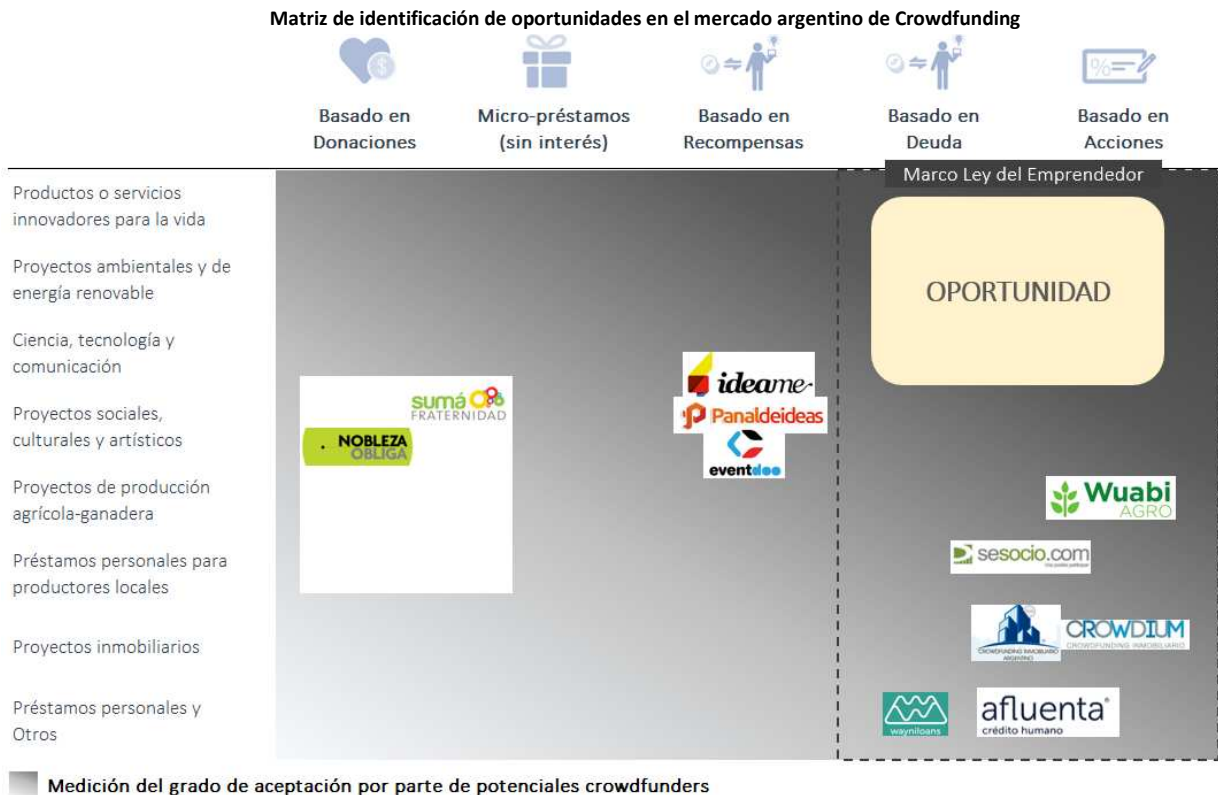 Matriz de identificación de oportunidades en el mercado argentino de Crowdfunding
$
%
Basado en
Donaciones
Micro-préstamos
(sin interés)
Basado en
Recompensas
Basado en
Deuda
Basado en
Acciones
Marco Ley del Emprendedor
Productos o servicios
innovadores para la vida
Proyectos ambientales y de
energía renovable
OPORTUNIDAD
Ciencia, tecnología y
comunicación
ideame
Panaldeideas
eventdoo
sumá
FRATERNIDAD
NOBLEZA
OBLIGA
Proyectos sociales,
culturales y artísticos
Proyectos de producción
agrícola-ganadera
Wuabi
AGRO
Préstamos personales para
productores locales
sesocio.com
Proyectos inmobiliarios
CROWDFUNDING INMOBILIARIO
ARGENTINO
CROWDIUM
CROWDFUNDING INMOBILIARIO
Préstamos personales y
Otros
wayniloans
afluenta
crédito humano
Medición del grado de aceptación por parte de potenciales crowdfunders